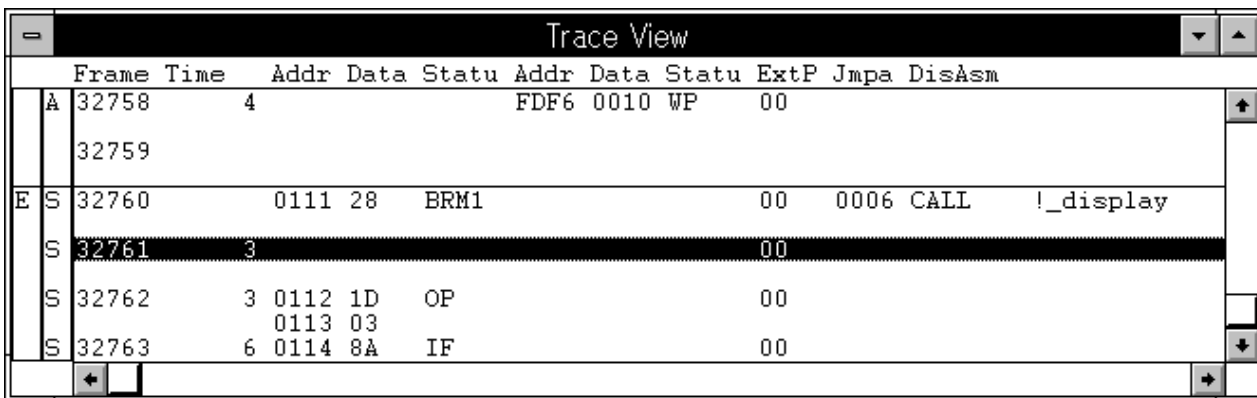 Trace View
Frame Time Addr Data Statu Addr Data Statu ExtP Jmpa DisAsm
A 32758 4 FDF6 0010 WP 00
32759
E S 32760 0111 28 BRM1 00 0006 CALL !_display
S 32761 3 00
S 32762 3 0112 1D OP 00
0113 03
S 32763 6 0114 8A IF 00